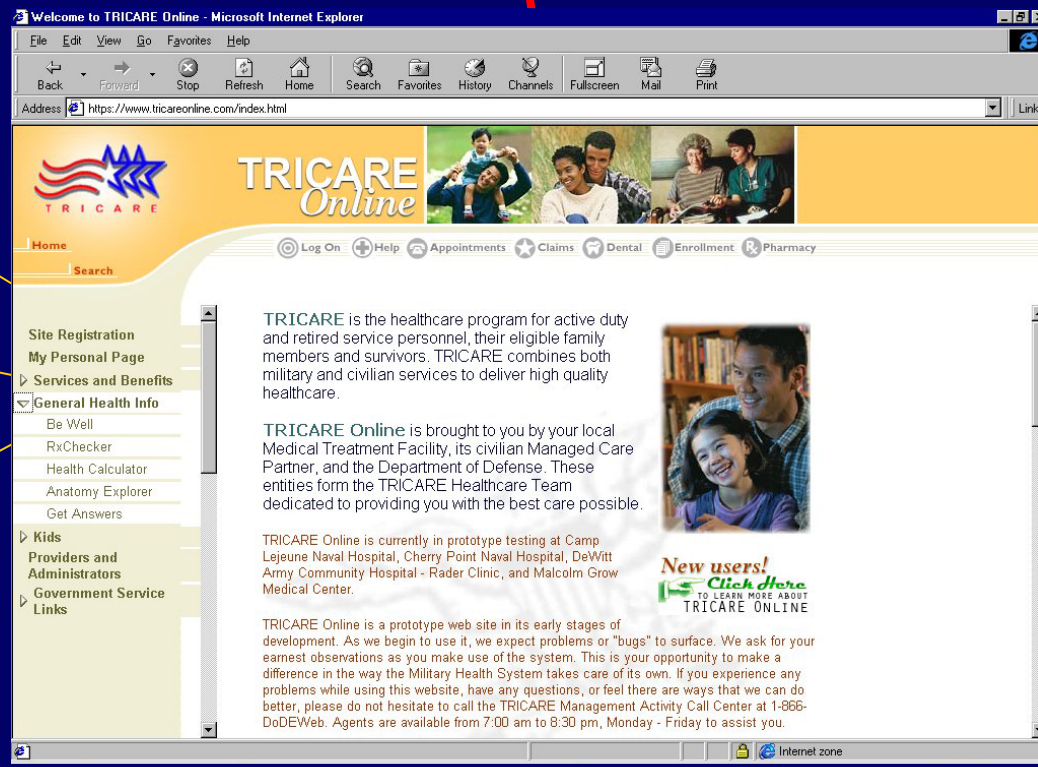 Welcome to TRICARE Online - Microsoft Internet Explorer
File Edit View Go Favorites Help
Back Forward Stop Refresh Home Search Favorites History Channels Fullscreen Mail Print
Address https://www.tricareonline.com/index.html Link
TRICARE
TRICARE
Online
Home
Search
Log On Help Appointments Claims Dental Enrollment Pharmacy
Site Registration
My Personal Page
Services and Benefits
General Health Info
Be Well
RxChecker
Health Calculator
Anatomy Explorer
Get Answers
Kids
Providers and
Administrators
Government Service
Links
TRICARE is the healthcare program for active duty
and retired service personnel, their eligible family
members and survivors. TRICARE combines both
military and civilian services to deliver high quality
healthcare.
TRICARE Online is brought to you by your local
Medical Treatment Facility, its civilian Managed Care
Partner, and the Department of Defense. These
entities form the TRICARE Healthcare Team
dedicated to providing you with the best care possible.
TRICARE Online is currently in prototype testing at Camp
Lejeune Naval Hospital, Cherry Point Naval Hospital, DeWitt
Army Community Hospital - Rader Clinic, and Malcolm Grow
Medical Center.
New users!
Click Here
TO LEARN MORE ABOUT
TRICARE ONLINE
TRICARE Online is a prototype web site in its early stages of
development. As we begin to use it, we expect problems or "bugs" to surface. We ask for your
earnest observations as you make use of the system. This is your opportunity to make a
difference in the way the Military Health System takes care of its own. If you experience any
problems while using this website, have any questions, or feel there are ways that we can do
better, please do not hesitate to call the TRICARE Management Activity Call Center at 1-866-
DoDEWeb. Agents are available from 7:00 am to 8:30 pm, Monday - Friday to assist you.
Internet zone